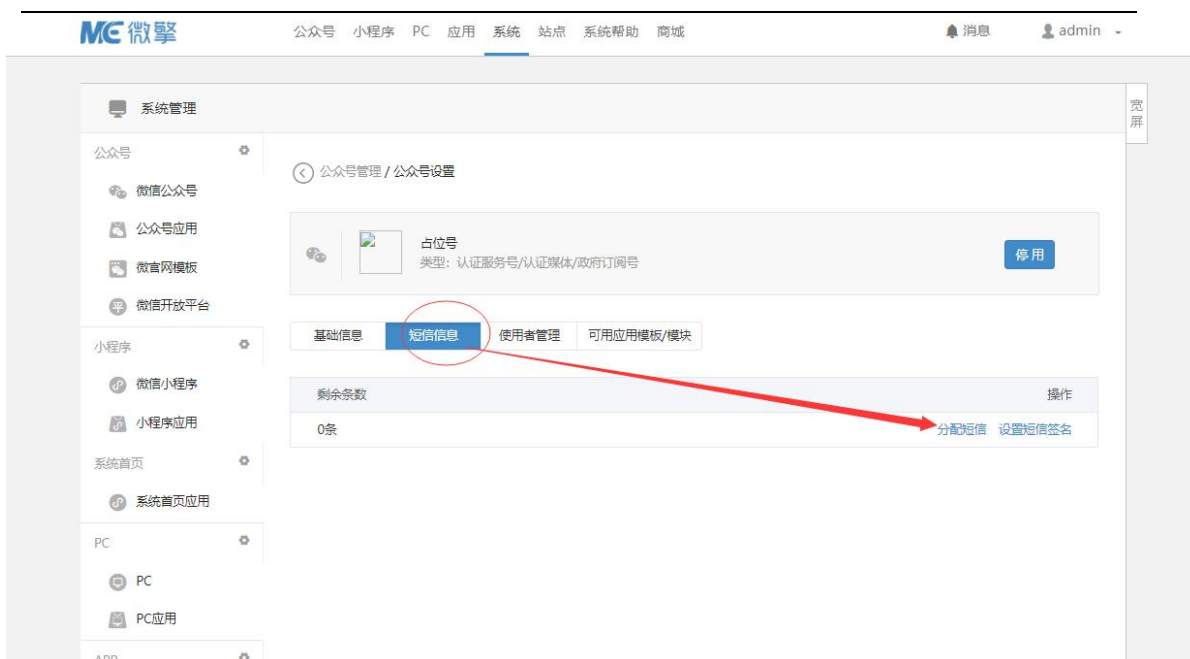 微擎 公众号 小程序 PC 应用 系统 站点 系统帮助 商城 消息 admin
系统管理
宽屏
公众号
微信公众号
公众号应用
微官网模板
微信开放平台
小程序
微信小程序
小程序应用
系统首页
系统首页应用
PC
PC
PC应用
公众号管理 / 公众号设置
占位号
类型：认证服务号/认证媒体/政府订阅号
停用
基础信息 短信信息 使用者管理 可用应用模板/模块
剩余条数 操作
0条 分配短信 设置短信签名